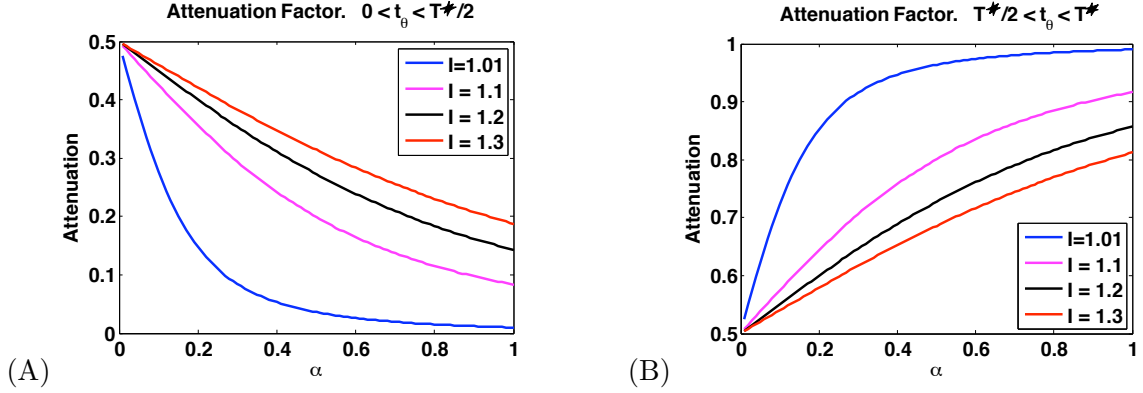 Attenuation Factor. 0 < t_θ < T*/2
0.5
0.4
0.3
0.2
0.1
0
Attenuation
I=1.01
I = 1.1
I = 1.2
I = 1.3
0 0.2 0.4 0.6 0.8 1
α
(A)
Attenuation Factor. T*/2 < t_θ < T*
1
0.9
0.8
0.7
0.6
0.5
Attenuation
I=1.01
I = 1.1
I = 1.2
I = 1.3
0 0.2 0.4 0.6 0.8 1
α
(B)